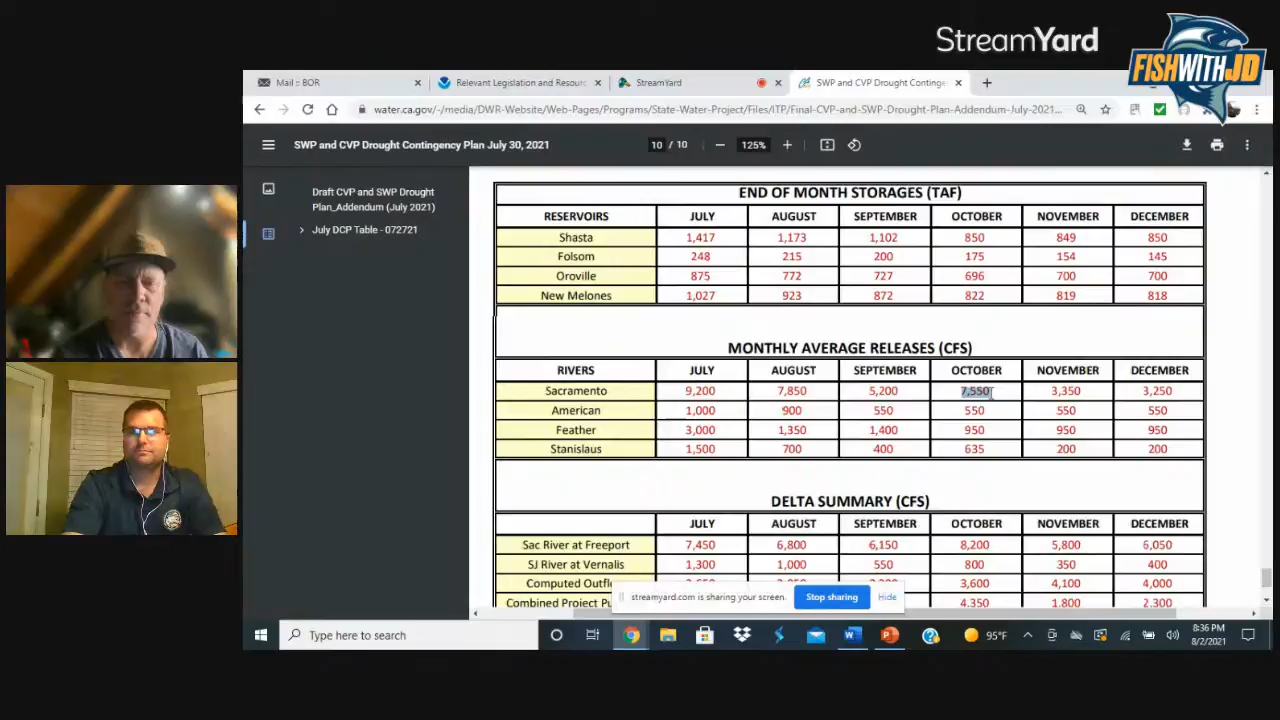 StreamYard
FISHWITHJD
Mail :: BOR
Relevant Legislation and Resourc
StreamYard
SWP and CVP Drought Continge
water.ca.gov/-/media/DWR-Website/Web-Pages/Programs/State-Water-Project/Files/ITP/Final-CVP-and-SWP-Drought-Plan-Addendum-July-2021...
SWP and CVP Drought Contingency Plan July 30, 2021
10 / 10
125%
Draft CVP and SWP Drought
Plan_Addendum (July 2021)
July DCP Table - 072721
END OF MONTH STORAGES (TAF)
RESERVOIRS JULY AUGUST SEPTEMBER OCTOBER NOVEMBER DECEMBER
Shasta 1,417 1,173 1,102 850 849 850
Folsom 248 215 200 175 154 145
Oroville 875 772 727 696 700 700
New Melones 1,027 923 872 822 819 818
MONTHLY AVERAGE RELEASES (CFS)
RIVERS JULY AUGUST SEPTEMBER OCTOBER NOVEMBER DECEMBER
Sacramento 9,200 7,850 5,200 7,550 3,350 3,250
American 1,000 900 550 550 550 550
Feather 3,000 1,350 1,400 950 950 950
Stanislaus 1,500 700 400 635 200 200
DELTA SUMMARY (CFS)
JULY AUGUST SEPTEMBER OCTOBER NOVEMBER DECEMBER
Sac River at Freeport 7,450 6,800 6,150 8,200 5,800 6,050
SJ River at Vernalis 1,300 1,000 550 800 350 400
Computed Outfl 3,600 4,100 4,000
Combined Project Pu 4,350 1,800 2,300
streamyard.com is sharing your screen.
Stop sharing
Hide
Type here to search
95°F
8:36 PM
8/2/2021